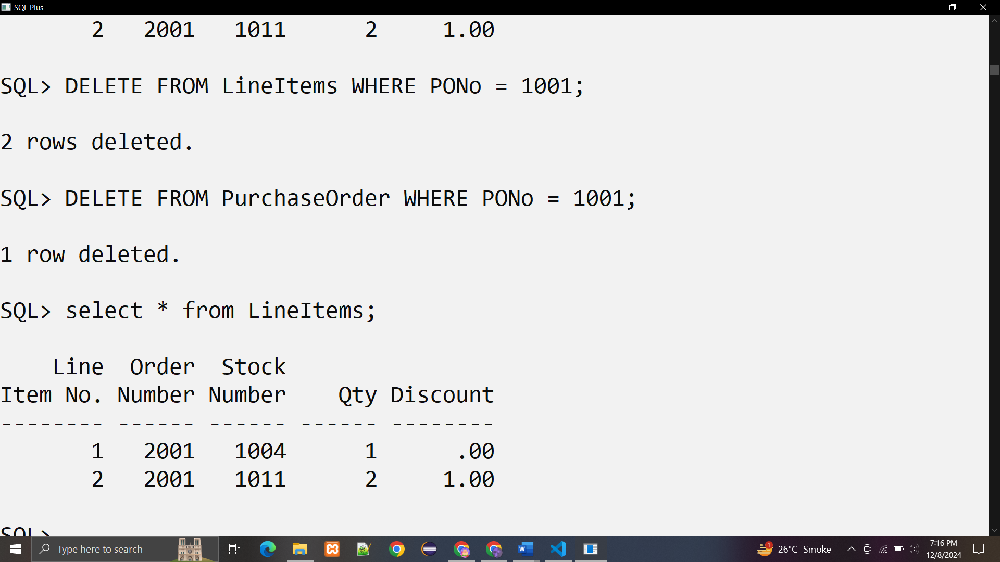 SQL Plus
2 2001 1011 2 1.00
SQL> DELETE FROM LineItems WHERE PONo = 1001;
2 rows deleted.
SQL> DELETE FROM PurchaseOrder WHERE PONo = 1001;
1 row deleted.
SQL> select * from LineItems;
Line Order Stock
Item No. Number Number Qty Discount
-------- ------ ------ ------ --------
1 2001 1004 1 .00
2 2001 1011 2 1.00
SQL>
Type here to search
1
26°C Smoke
7:16 PM
12/8/2024